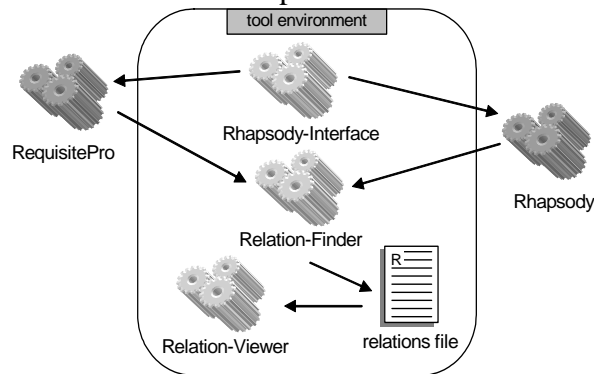 tool environment
RequisitePro
Rhapsody-Interface
Rhapsody
Relation-Finder
R
Relation-Viewer
relations file